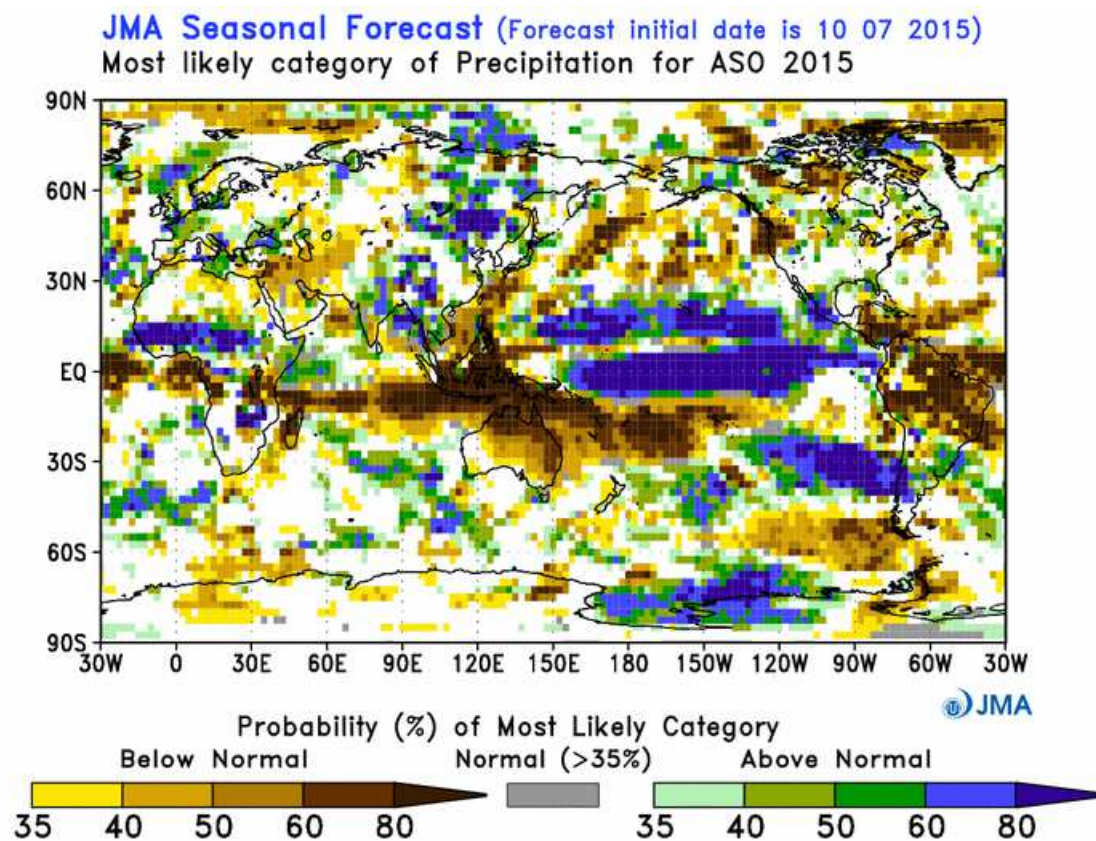 JMA Seasonal Forecast (Forecast initial date is 10 07 2015)
Most likely category of Precipitation for ASO 2015
90N
60N
30N
EQ
30S
60S
90S
30W 0 30E 60E 90E 120E 150E 180 150W 120W 90W 60W 30W
JMA
Probability (%) of Most Likely Category
Below Normal Normal (>35%) Above Normal
35 40 50 60 80 35 40 50 60 80